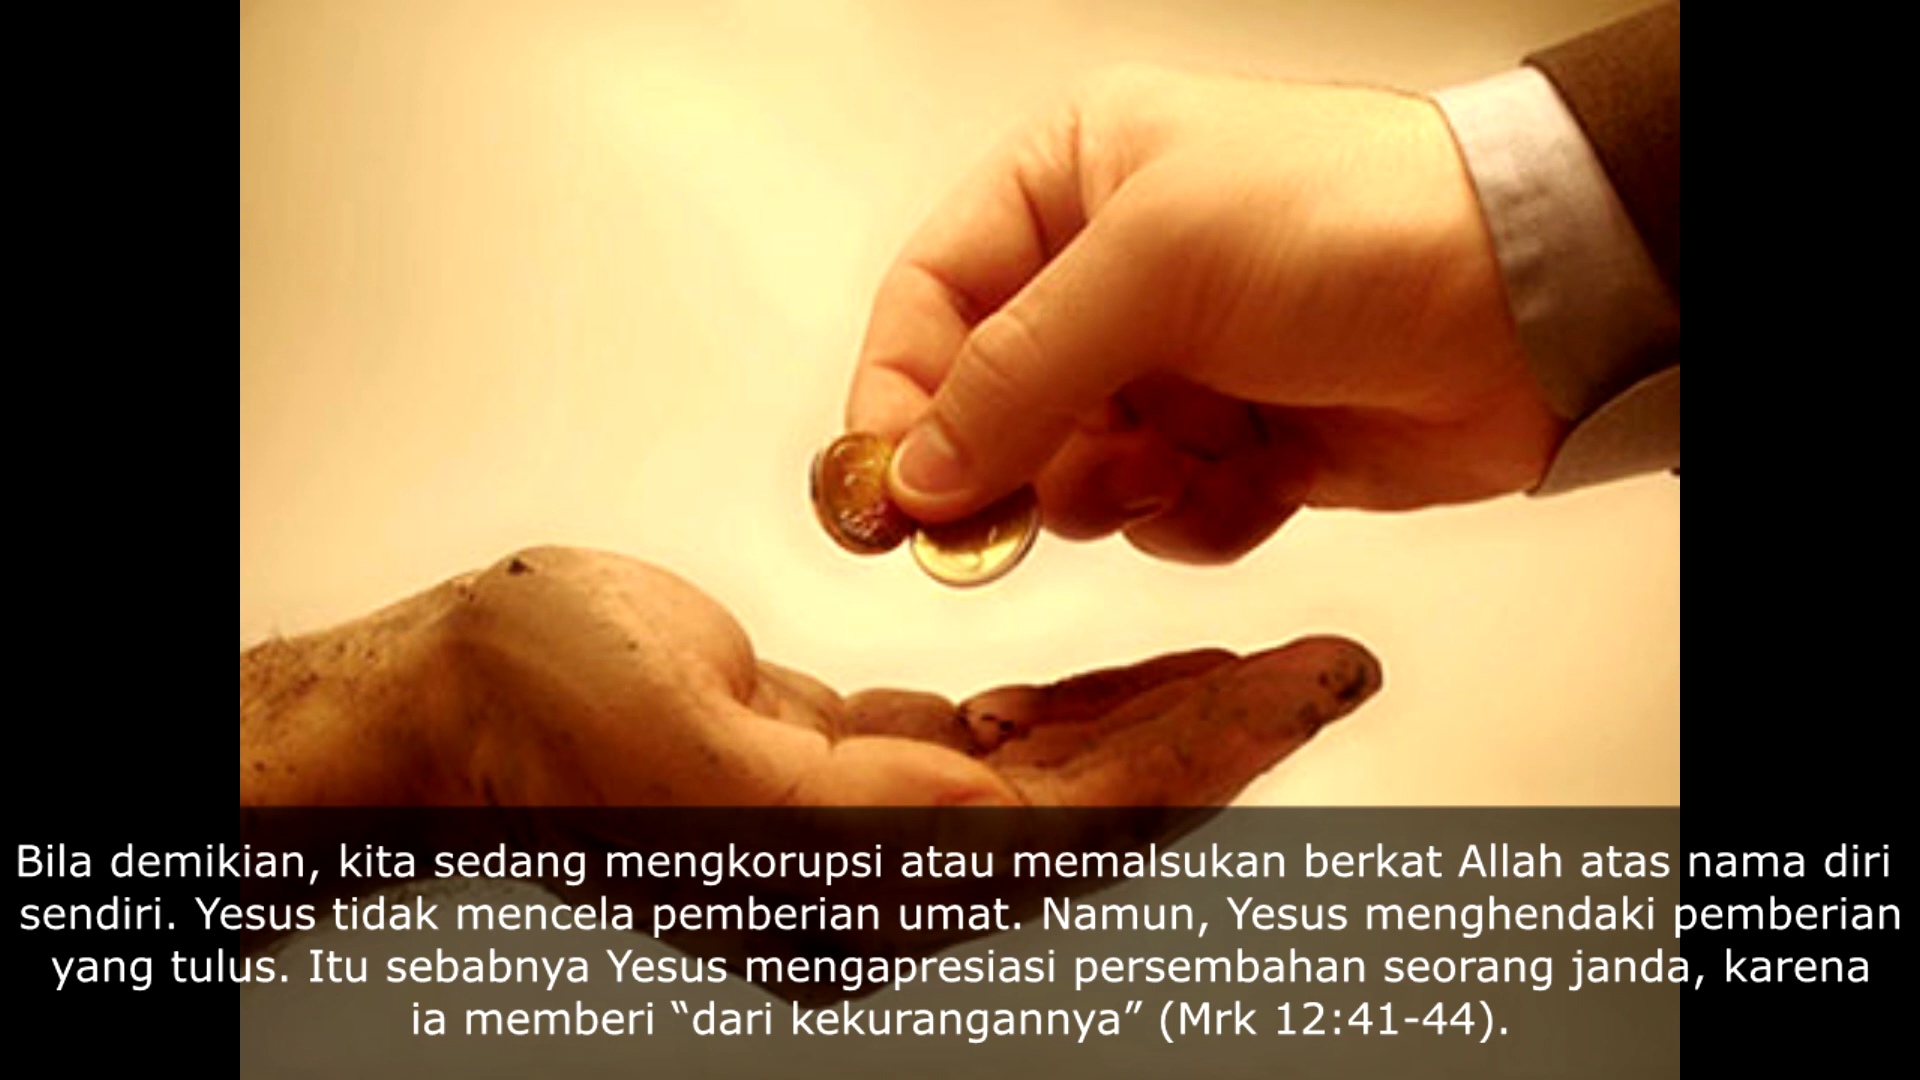 Bila demikian, kita sedang mengkorupsi atau memalsukan berkat Allah atas nama diri
sendiri. Yesus tidak mencela pemberian umat. Namun, Yesus menghendaki pemberian
yang tulus. Itu sebabnya Yesus mengapresiasi persembahan seorang janda, karena
ia memberi “dari kekurangannya” (Mrk 12:41-44).